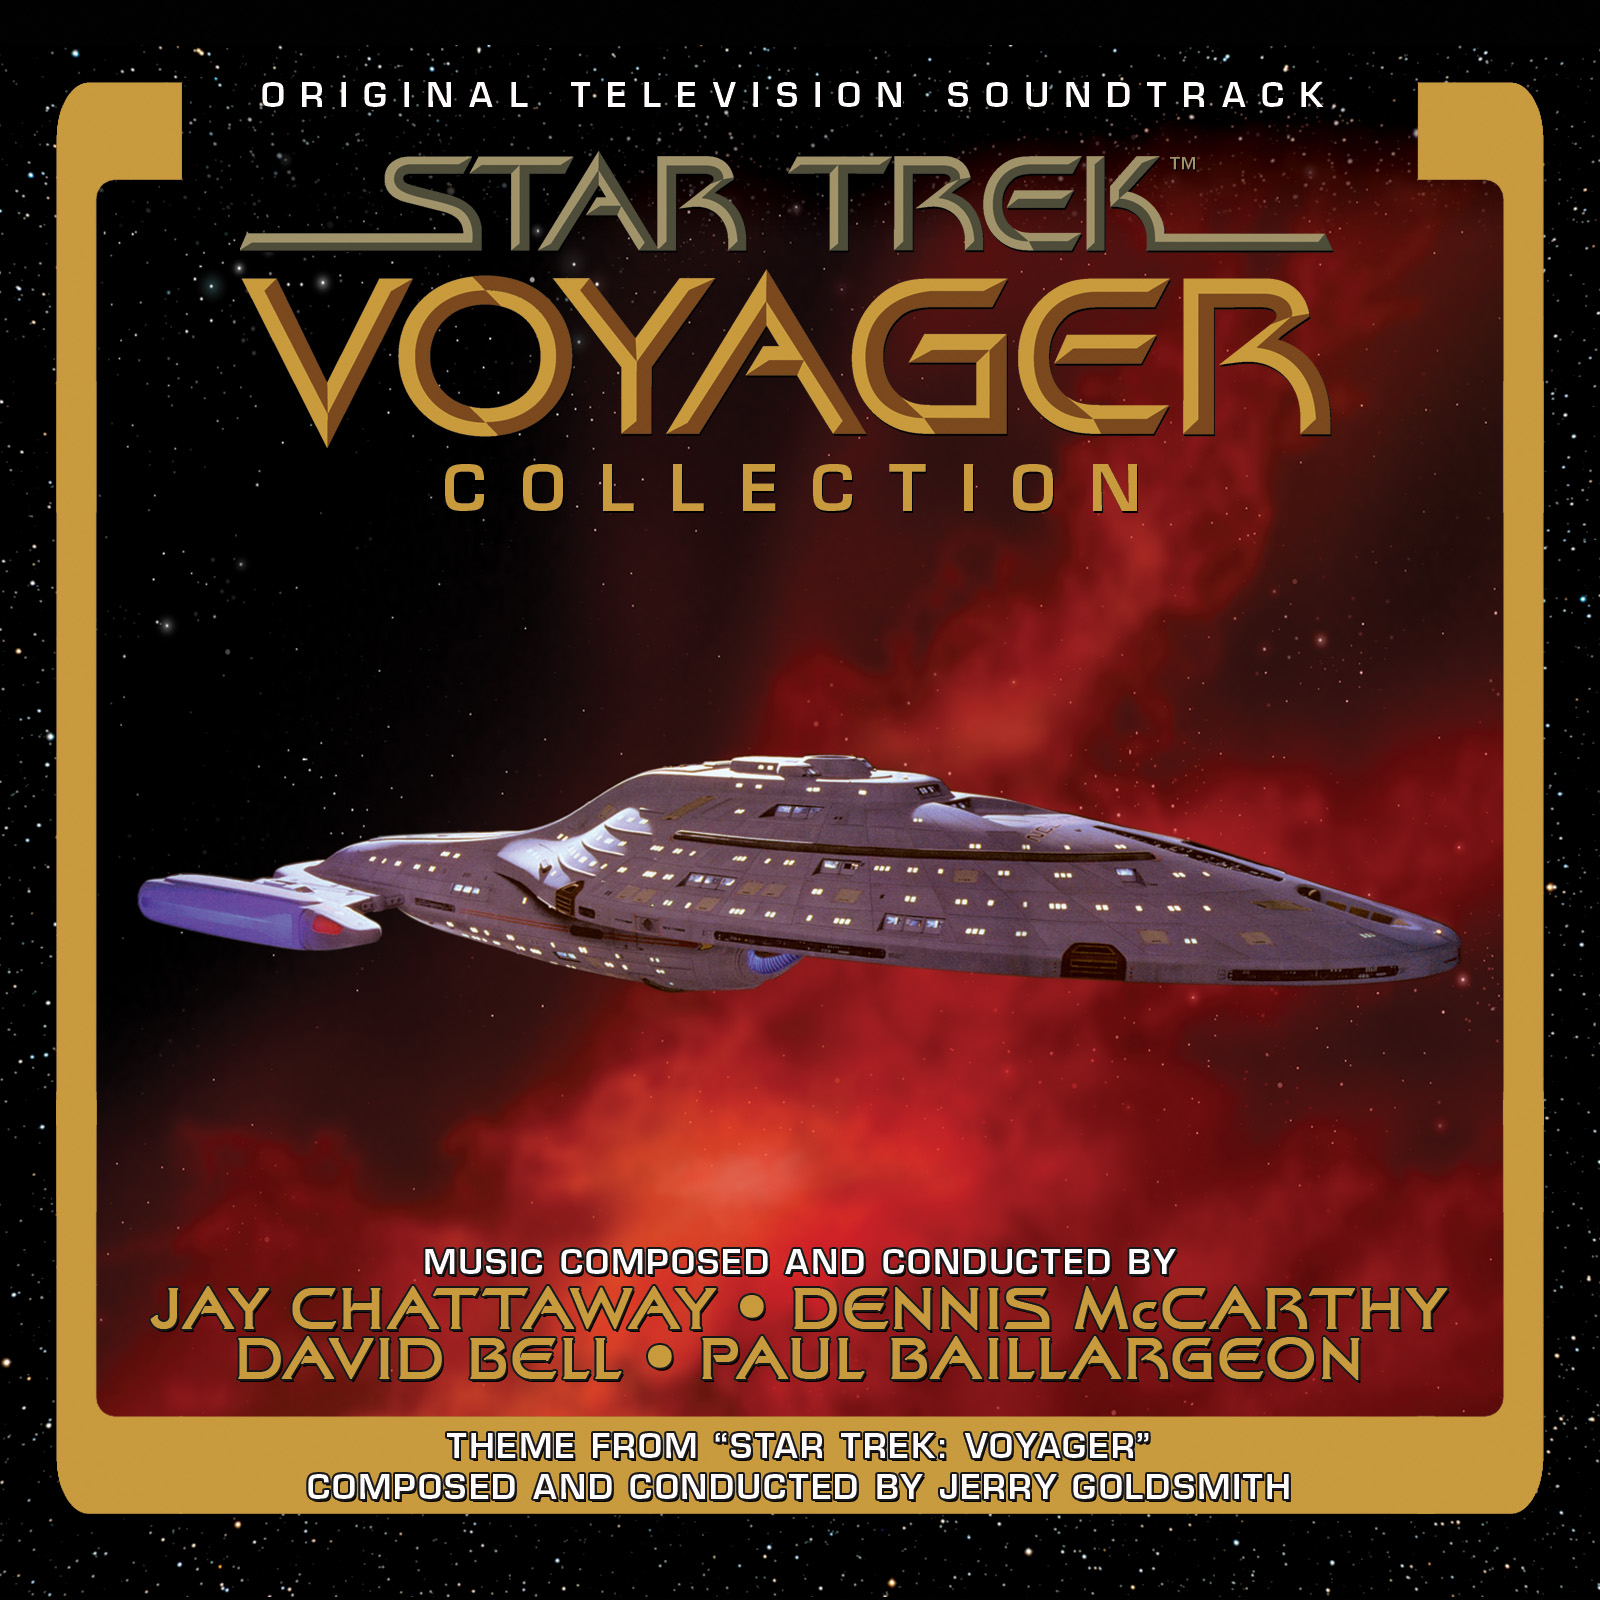 ORIGINAL TELEVISION SOUNDTRACK
STAR TREK™
VOYAGER
COLLECTION
MUSIC COMPOSED AND CONDUCTED BY
JAY CHATTAWAY • DENNIS McCARTHY
DAVID BELL • PAUL BAILLARGEON
THEME FROM “STAR TREK: VOYAGER”
COMPOSED AND CONDUCTED BY JERRY GOLDSMITH